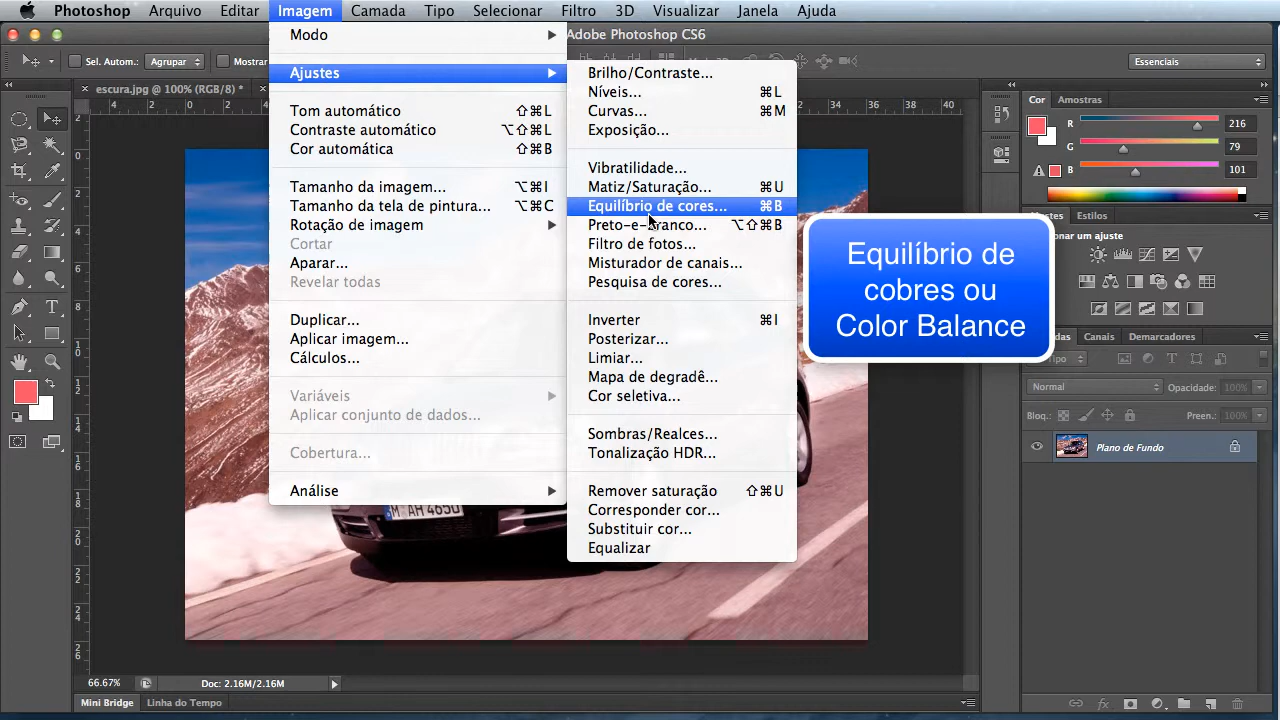 Photoshop Arquivo Editar Imagem Camada Tipo Selecionar Filtro 3D Visualizar Janela Ajuda
Adobe Photoshop CS6
Sel. Autom.: Agrupar Mostrar
Essenciais
escura.jpg @ 100% (RGB/8) *
Modo
Ajustes
Tom automático ⇧⌘L
Contraste automático ⌥⇧⌘L
Cor automática ⇧⌘B
Tamanho da imagem... ⌥⌘I
Tamanho da tela de pintura... ⌥⌘C
Rotação de imagem
Cortar
Aparar...
Revelar todas
Duplicar...
Aplicar imagem...
Cálculos...
Variáveis
Aplicar conjunto de dados...
Cobertura...
Análise
Brilho/Contraste...
Níveis... ⌘L
Curvas... ⌘M
Exposição...
Vibratilidade...
Matiz/Saturação... ⌘U
Equilíbrio de cores... ⌘B
Preto-e-branco... ⌥⇧⌘B
Filtro de fotos...
Misturador de canais...
Pesquisa de cores...
Inverter ⌘I
Posterizar...
Limiar...
Mapa de degradê...
Cor seletiva...
Sombras/Realces...
Tonalização HDR...
Remover saturação ⇧⌘U
Corresponder cor...
Substituir cor...
Equalizar
Equilíbrio de
cobres ou
Color Balance
Cor Amostras
R 216
G 79
B 101
Ajustes Estilos
onar um ajuste
Canais Demarcadores
Normal Opacidade: 100%
Bloq.: Preen.: 100%
Plano de Fundo
M AH 4650
66.67% Doc: 2.16M/2.16M
Mini Bridge Linha do Tempo